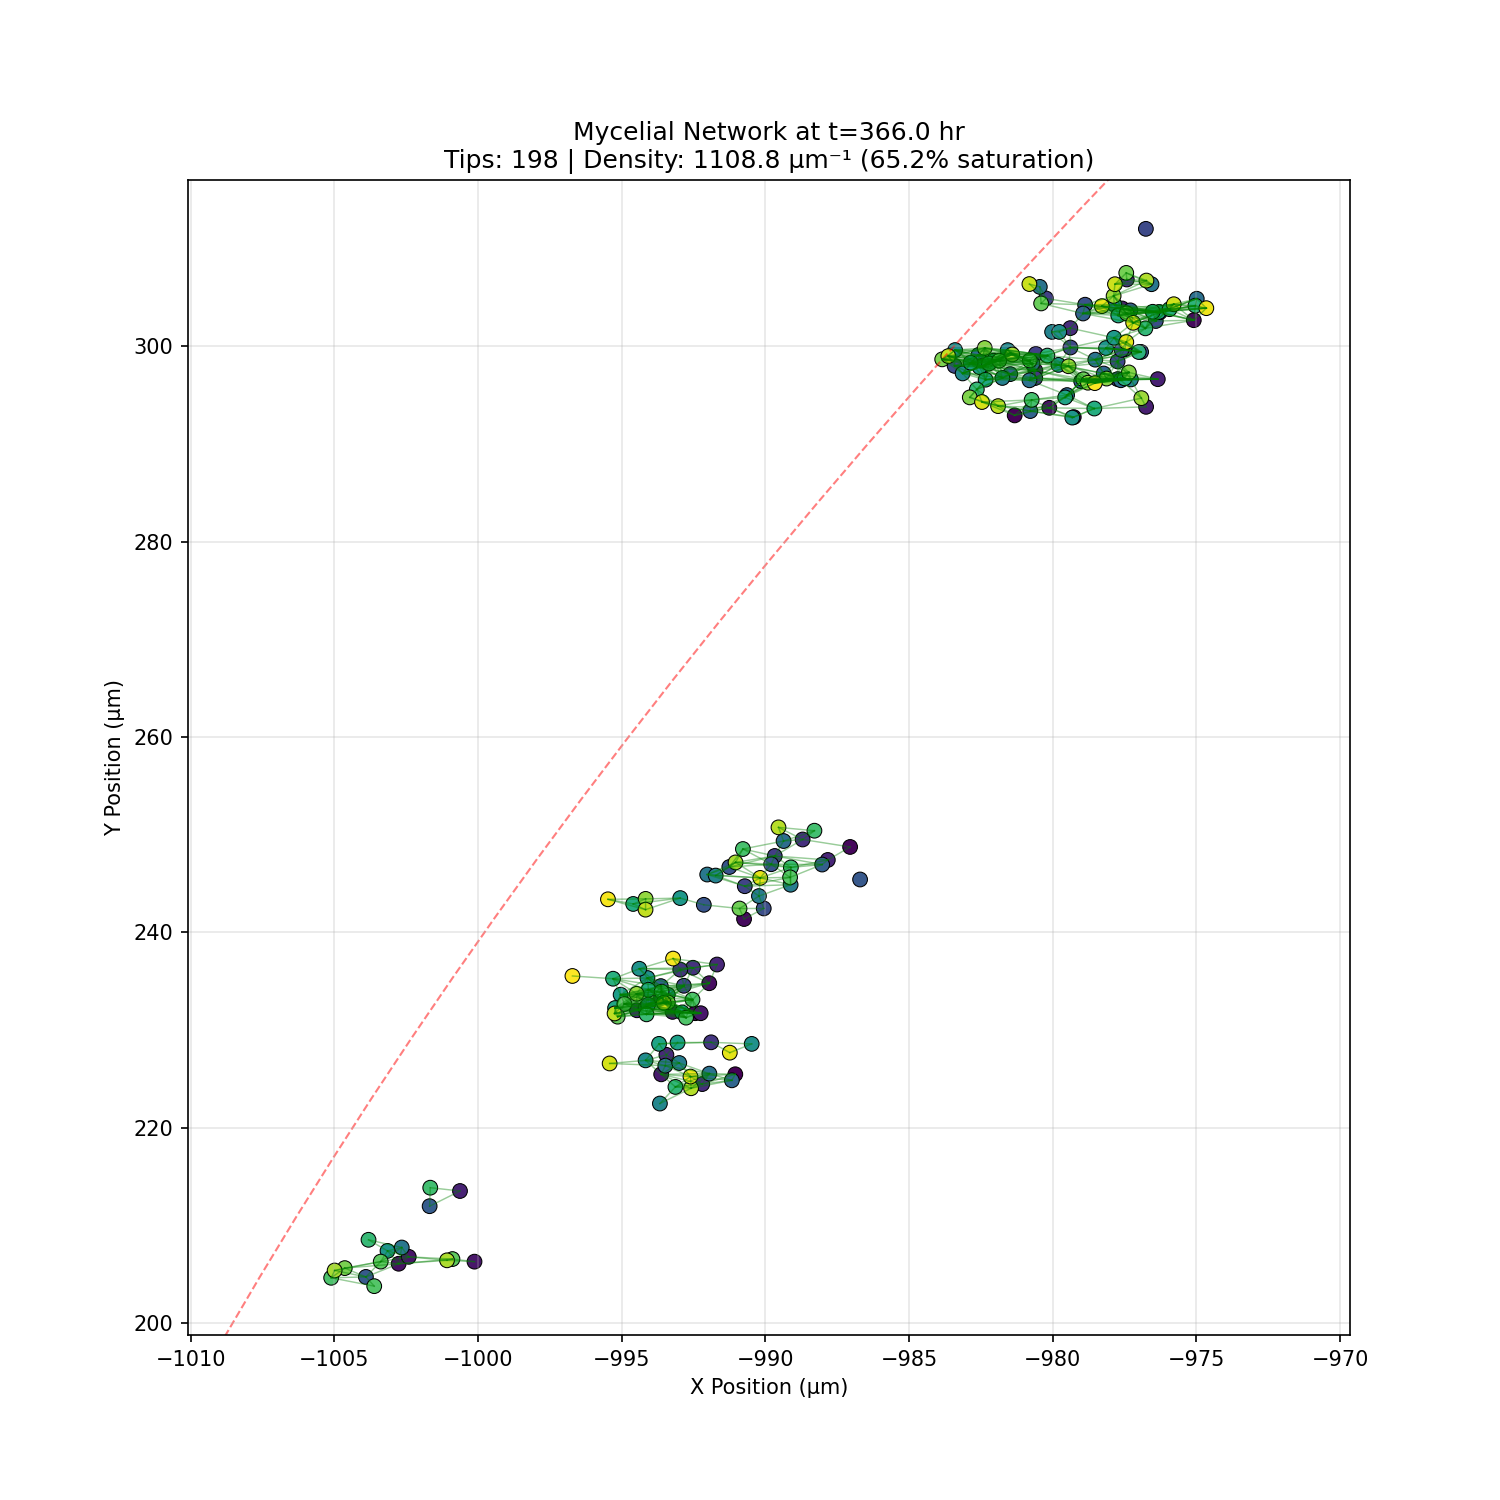 Mycelial Network at t=366.0 hr
Tips: 198 | Density: 1108.8 µm⁻¹ (65.2% saturation)
Y Position (µm)
300
280
260
240
220
200
−1010 −1005 −1000 −995 −990 −985 −980 −975 −970
X Position (µm)